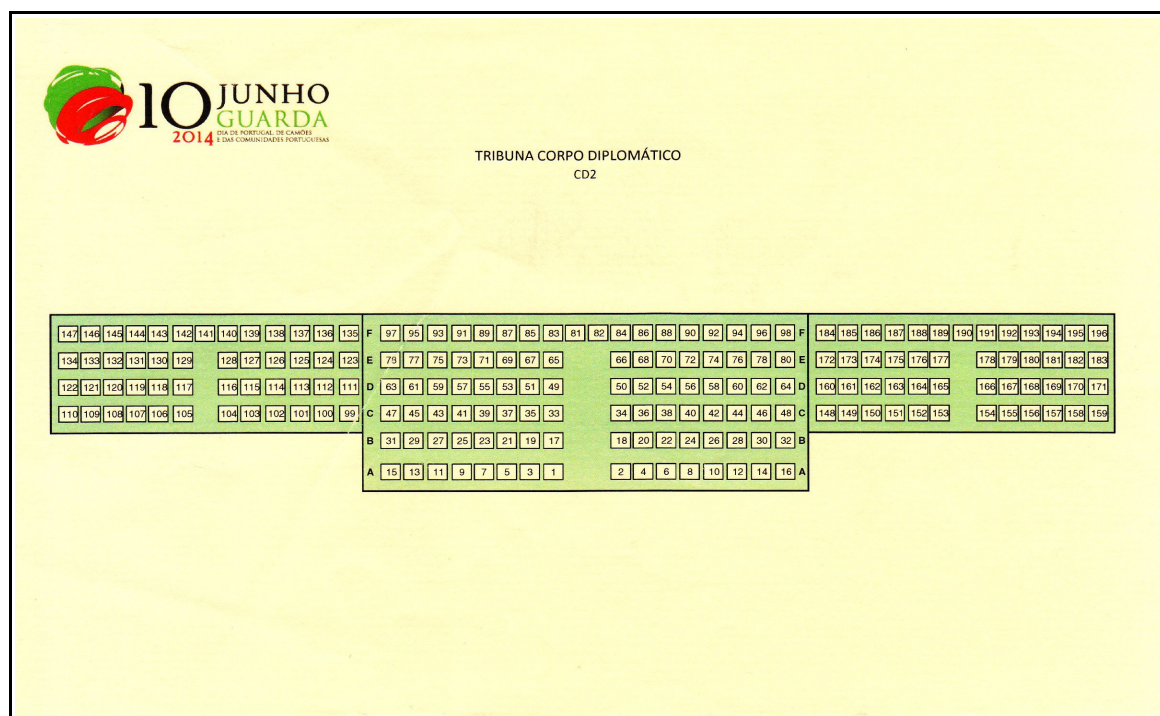 10 JUNHO
GUARDA
2014 DIA DE PORTUGAL, DE CAMÕES
E DAS COMUNIDADES PORTUGUESAS
TRIBUNA CORPO DIPLOMÁTICO
CD2
147 146 145 144 143 142 141 140 139 138 137 136 135 F 97 95 93 91 89 87 85 83 81 82 84 86 88 90 92 94 96 98 F 184 185 186 187 188 189 190 191 192 193 194 195 196
134 133 132 131 130 129 128 127 126 125 124 123 E 79 77 75 73 71 69 67 65 66 68 70 72 74 76 78 80 E 172 173 174 175 176 177 178 179 180 181 182 183
122 121 120 119 118 117 116 115 114 113 112 111 D 63 61 59 57 55 53 51 49 50 52 54 56 58 60 62 64 D 160 161 162 163 164 165 166 167 168 169 170 171
110 109 108 107 106 105 104 103 102 101 100 99 C 47 45 43 41 39 37 35 33 34 36 38 40 42 44 46 48 C 148 149 150 151 152 153 154 155 156 157 158 159
B 31 29 27 25 23 21 19 17 18 20 22 24 26 28 30 32 B
A 15 13 11 9 7 5 3 1 2 4 6 8 10 12 14 16 A